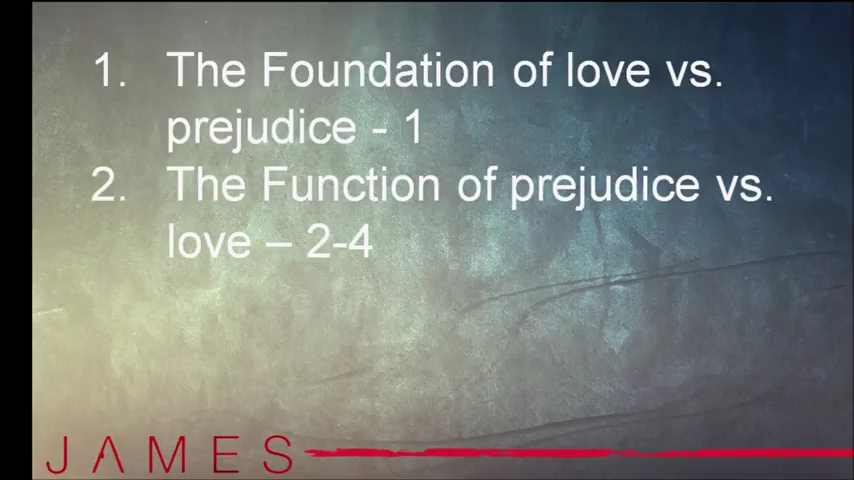 1. The Foundation of love vs.
prejudice - 1
2. The Function of prejudice vs.
love – 2-4
JAMES